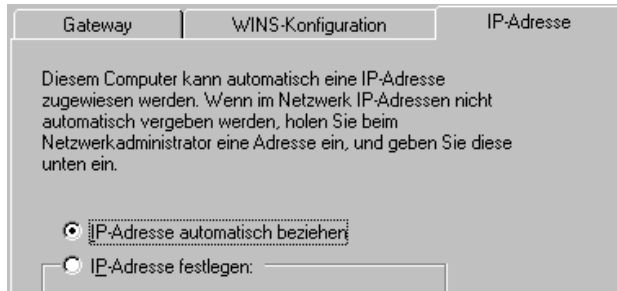 Gateway WINS-Konfiguration IP-Adresse
Diesem Computer kann automatisch eine IP-Adresse
zugewiesen werden. Wenn im Netzwerk IP-Adressen nicht
automatisch vergeben werden, holen Sie beim
Netzwerkadministrator eine Adresse ein, und geben Sie diese
unten ein.
IP-Adresse automatisch beziehen
IP-Adresse festlegen: